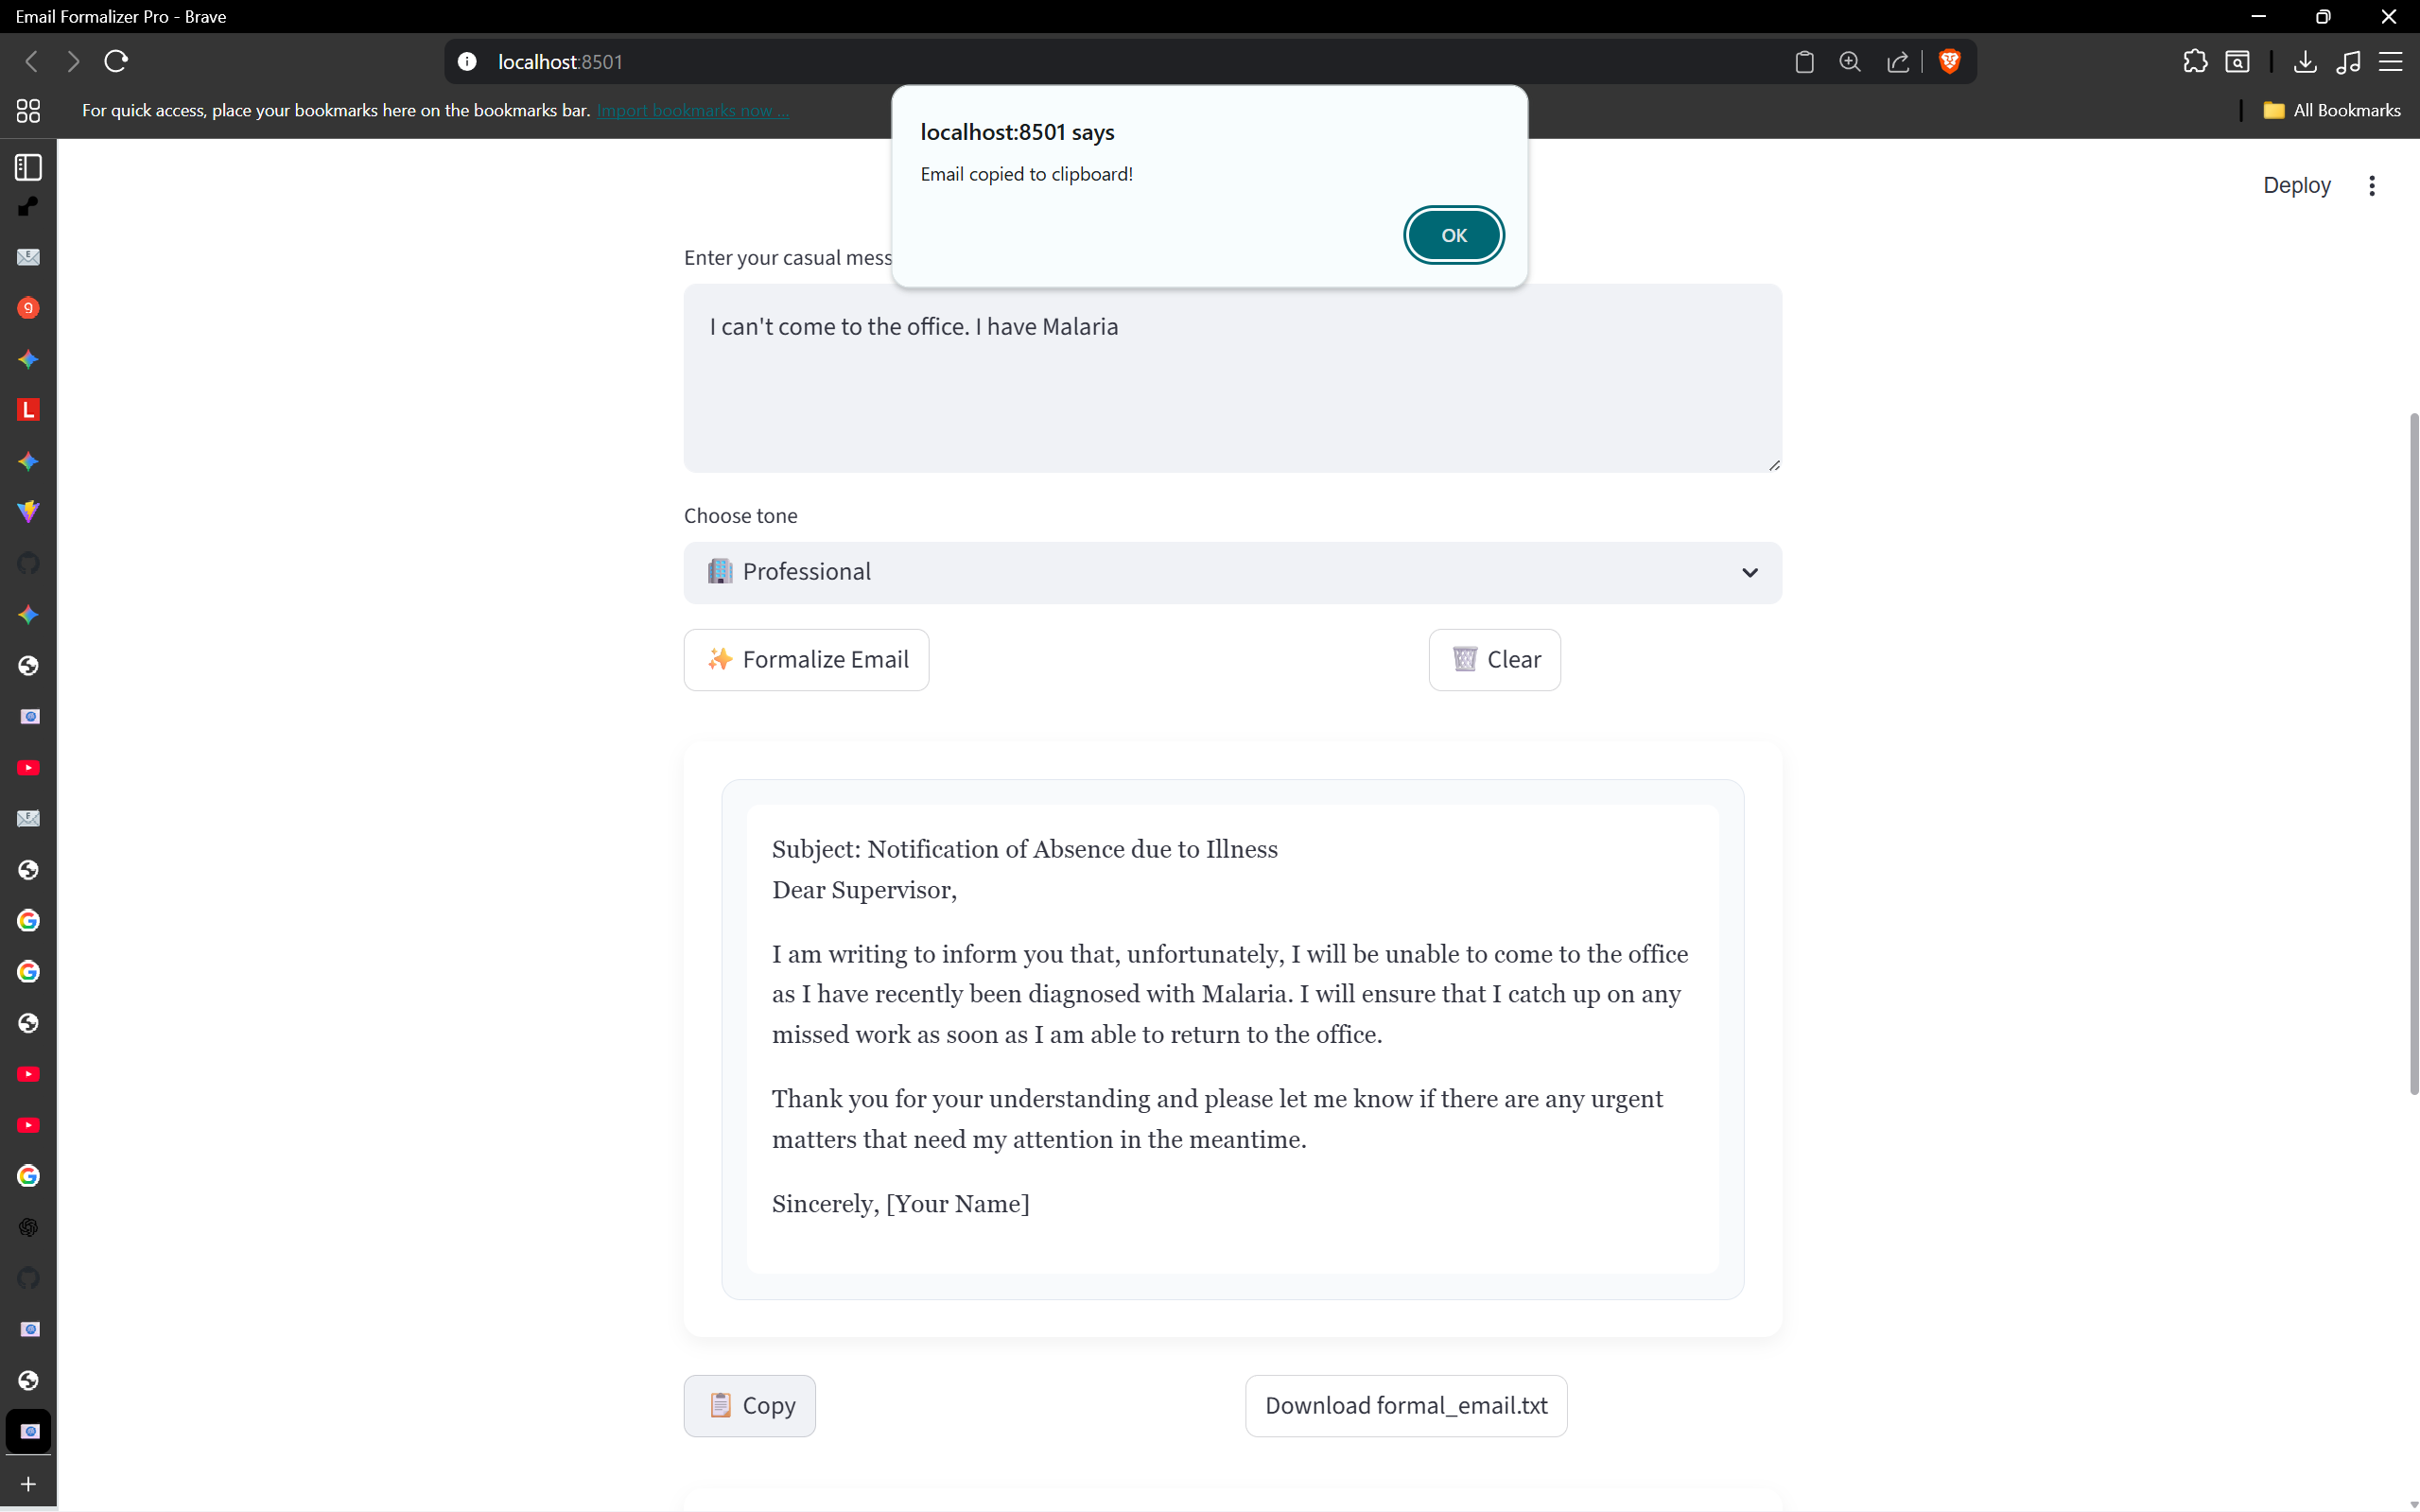 Email Formalizer Pro - Brave
localhost:8501
For quick access, place your bookmarks here on the bookmarks bar. Import bookmarks now ...
All Bookmarks
localhost:8501 says
Email copied to clipboard!
OK
Deploy
Enter your casual mess
I can't come to the office. I have Malaria
Choose tone
Professional
Formalize Email
Clear
Subject: Notification of Absence due to Illness
Dear Supervisor,
I am writing to inform you that, unfortunately, I will be unable to come to the office
as I have recently been diagnosed with Malaria. I will ensure that I catch up on any
missed work as soon as I am able to return to the office.
Thank you for your understanding and please let me know if there are any urgent
matters that need my attention in the meantime.
Sincerely, [Your Name]
Copy
Download formal_email.txt